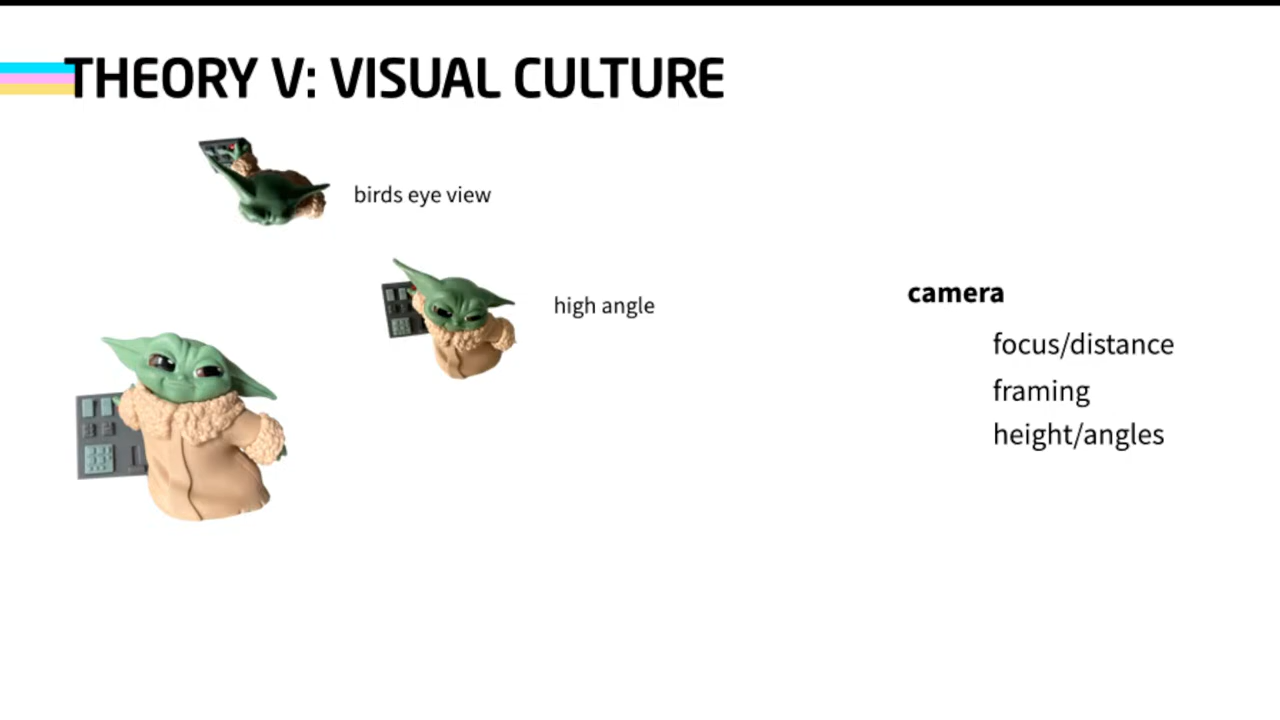 THEORY V: VISUAL CULTURE
birds eye view
high angle
camera
focus/distance
framing
height/angles